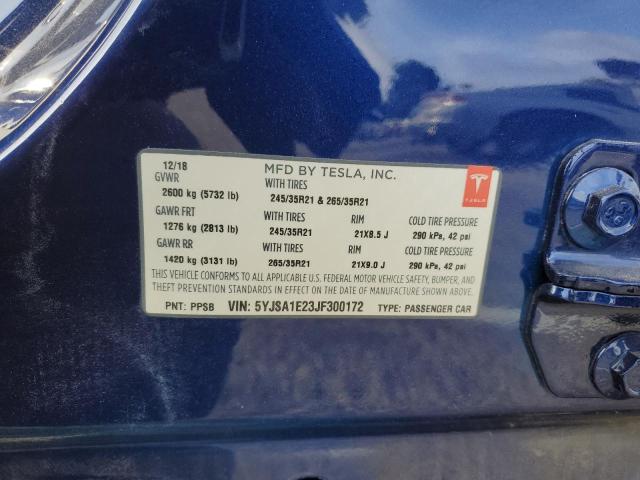 12/18 MFD BY TESLA, INC.
GVWR WITH TIRES
2600 kg (5732 lb) 245/35R21 & 265/35R21
TESLA
GAWR FRT WITH TIRES RIM COLD TIRE PRESSURE
1276 kg (2813 lb) 245/35R21 21X8.5 J 290 kPa, 42 psi
GAWR RR WITH TIRES RIM COLD TIRE PRESSURE
1420 kg (3131 lb) 265/35R21 21X9.0 J 290 kPa, 42 psi
THIS VEHICLE CONFORMS TO ALL APPLICABLE U.S. FEDERAL MOTOR VEHICLE SAFETY, BUMPER, AND
THEFT PREVENTION STANDARDS IN EFFECT ON THE DATE OF MANUFACTURE SHOWN ABOVE.
PNT: PPSB VIN: 5YJSA1E23JF300172 TYPE: PASSENGER CAR